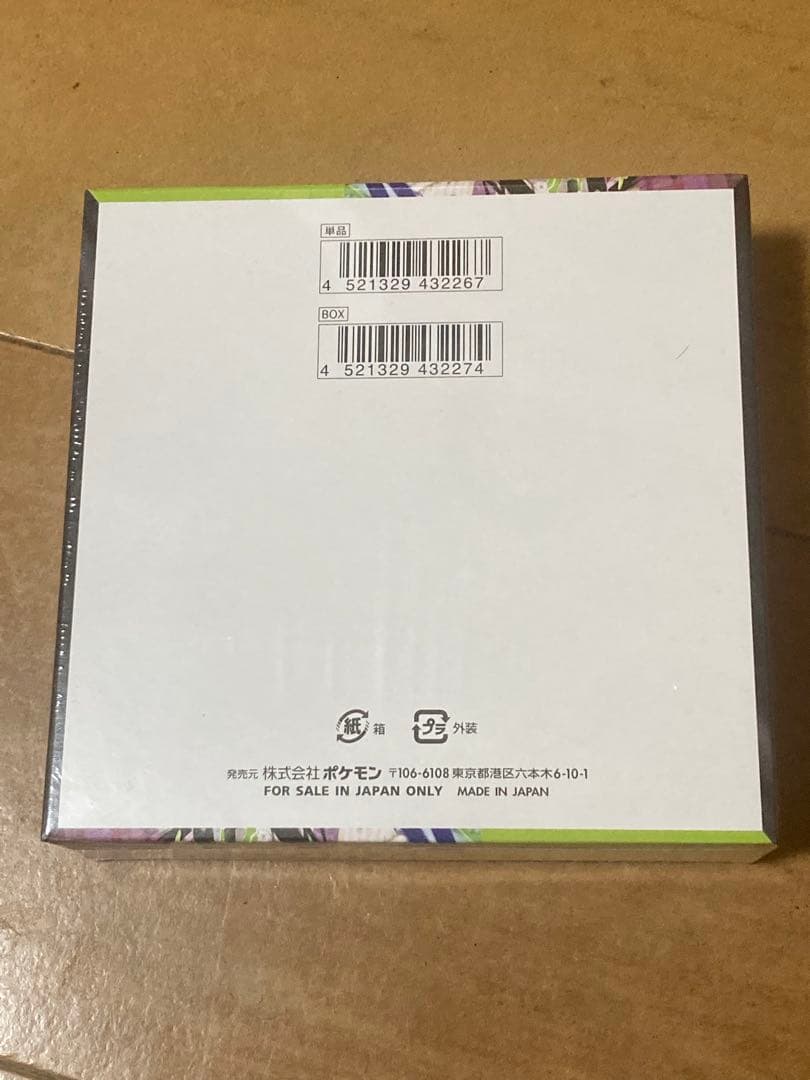 単品
4 521329 432267
BOX
4 521329 432274
紙 箱 プラ 外装
発売元 株式会社 ポケモン 〒106-6108 東京都港区六本木6-10-1
FOR SALE IN JAPAN ONLY MADE IN JAPAN